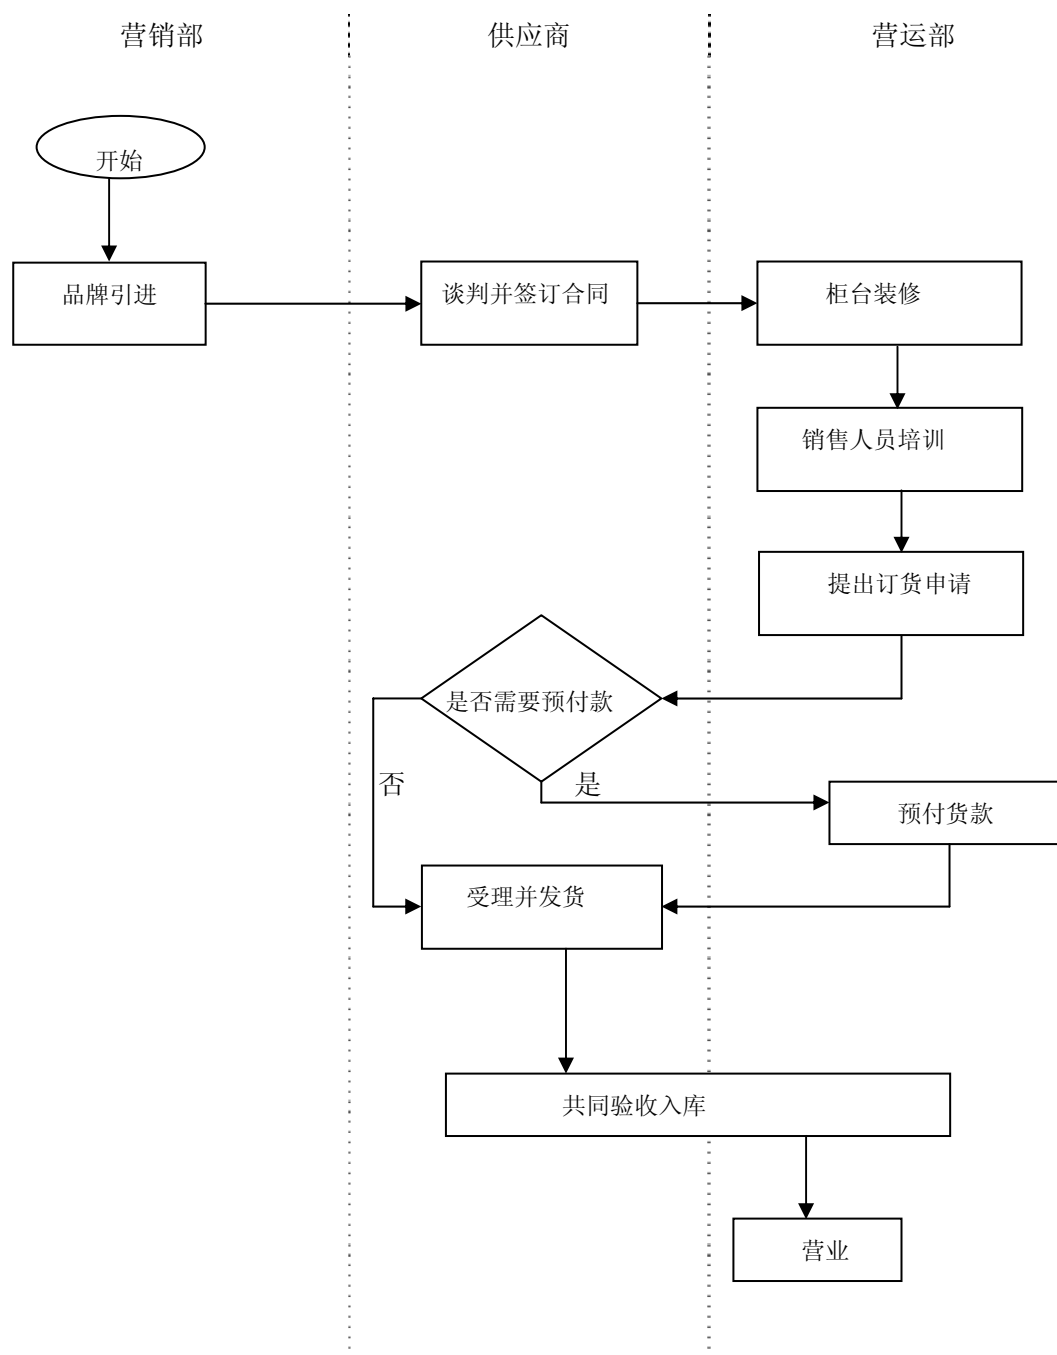 营销部
供应商
营运部
开始
品牌引进
谈判并签订合同
柜台装修
销售人员培训
提出订货申请
是否需要预付款
否
是
预付货款
受理并发货
共同验收入库
营业